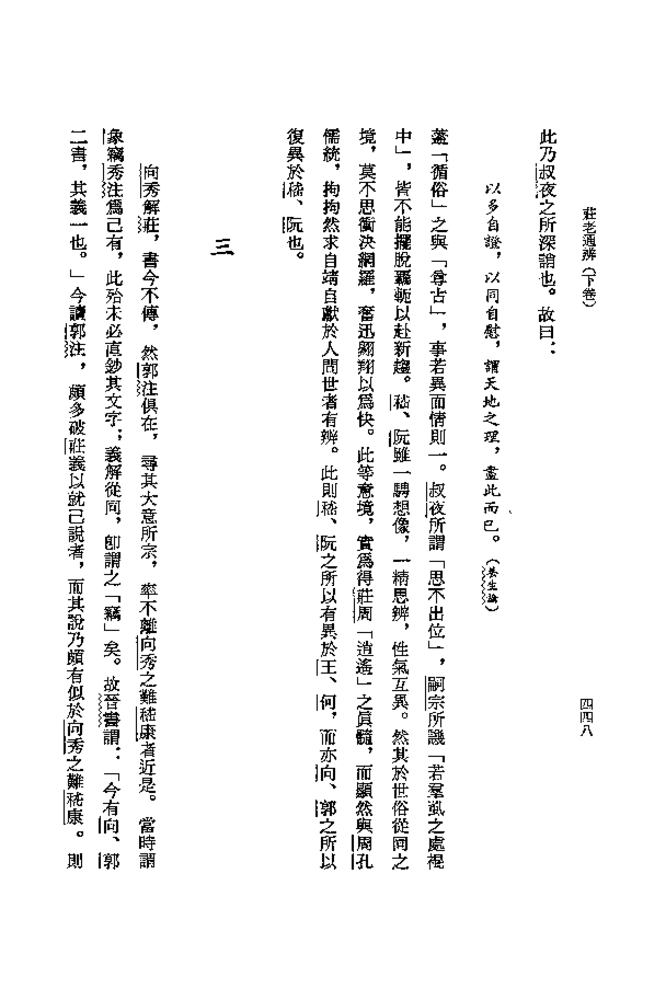 莊老通辨（下卷）
四四八
此乃叔夜之所深誚也。故曰：
以多自證，以同自慰，謂天地之理，盡此而已。（養生論）
蓋「循俗」之與「尊古」，事若異而情則一。叔夜所謂「思不出位」，嗣宗所譏「若羣虱之處褌
中」，皆不能擺脫羈軛以赴新趨。嵇、阮雖一騁想像，一精思辨，性氣互異。然其於世俗從同之
境，莫不思衝決網羅，奮迅翱翔以爲快。此等意境，實爲得莊周「逍遙」之眞髓，而顯然與周孔
儒統，拘拘然求自靖自獻於人間世者有辨。此則嵇、阮之所以有異於王、何，而亦向、郭之所以
復異於嵇、阮也。
三
向秀解莊，書今不傳，然郭注俱在，尋其大意所宗，率不離向秀之難嵇康者近是。當時謂
象竊秀注爲己有，此殆未必直鈔其文字；義解從同，卽謂之「竊」矣。故晉書謂：「今有向、郭
二書，其義一也。」今讀郭注，頗多破莊義以就己說者，而其說乃頗有似於向秀之難嵇康。則